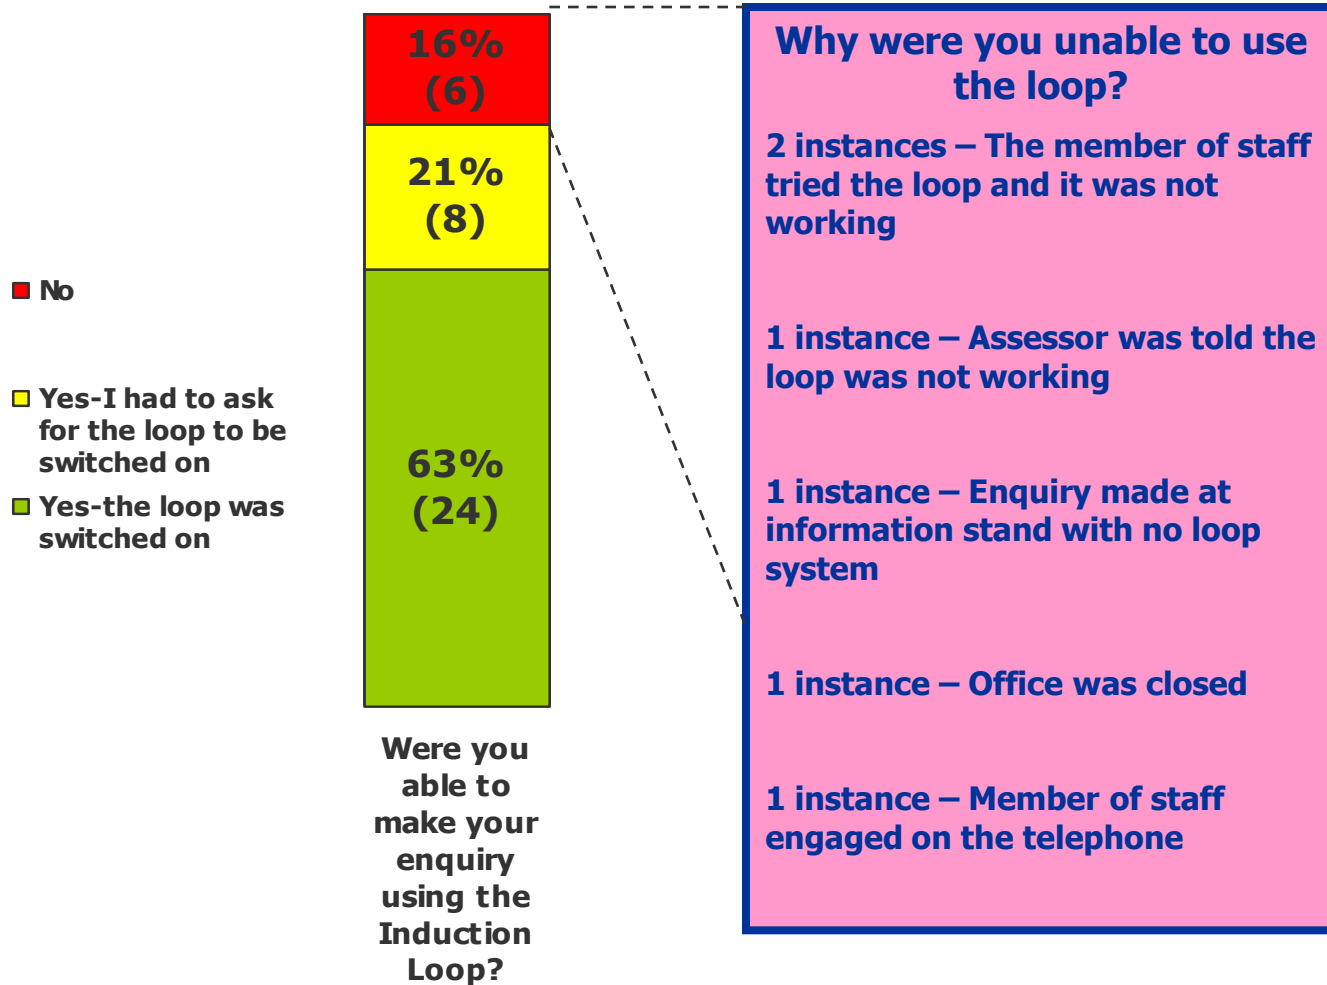 16%
(6)
21%
(8)
63%
(24)
No
Yes-I had to ask
for the loop to be
switched on
Yes-the loop was
switched on
Were you
able to
make your
enquiry
using the
Induction
Loop?
Why were you unable to use
the loop?
2 instances – The member of staff
tried the loop and it was not
working
1 instance – Assessor was told the
loop was not working
1 instance – Enquiry made at
information stand with no loop
system
1 instance – Office was closed
1 instance – Member of staff
engaged on the telephone